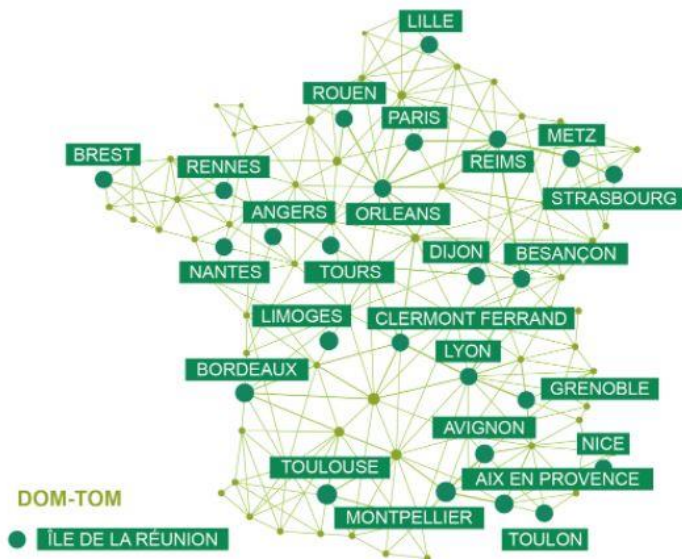 LILLE
ROUEN
PARIS
METZ
BREST
RENNES
REIMS
STRASBOURG
ANGERS
ORLEANS
DIJON
BESANÇON
NANTES
TOURS
LIMOGES
CLERMONT FERRAND
LYON
BORDEAUX
GRENOBLE
AVIGNON
NICE
TOULOUSE
AIX EN PROVENCE
DOM-TOM
MONTPELLIER
TOULON
ÎLE DE LA RÉUNION